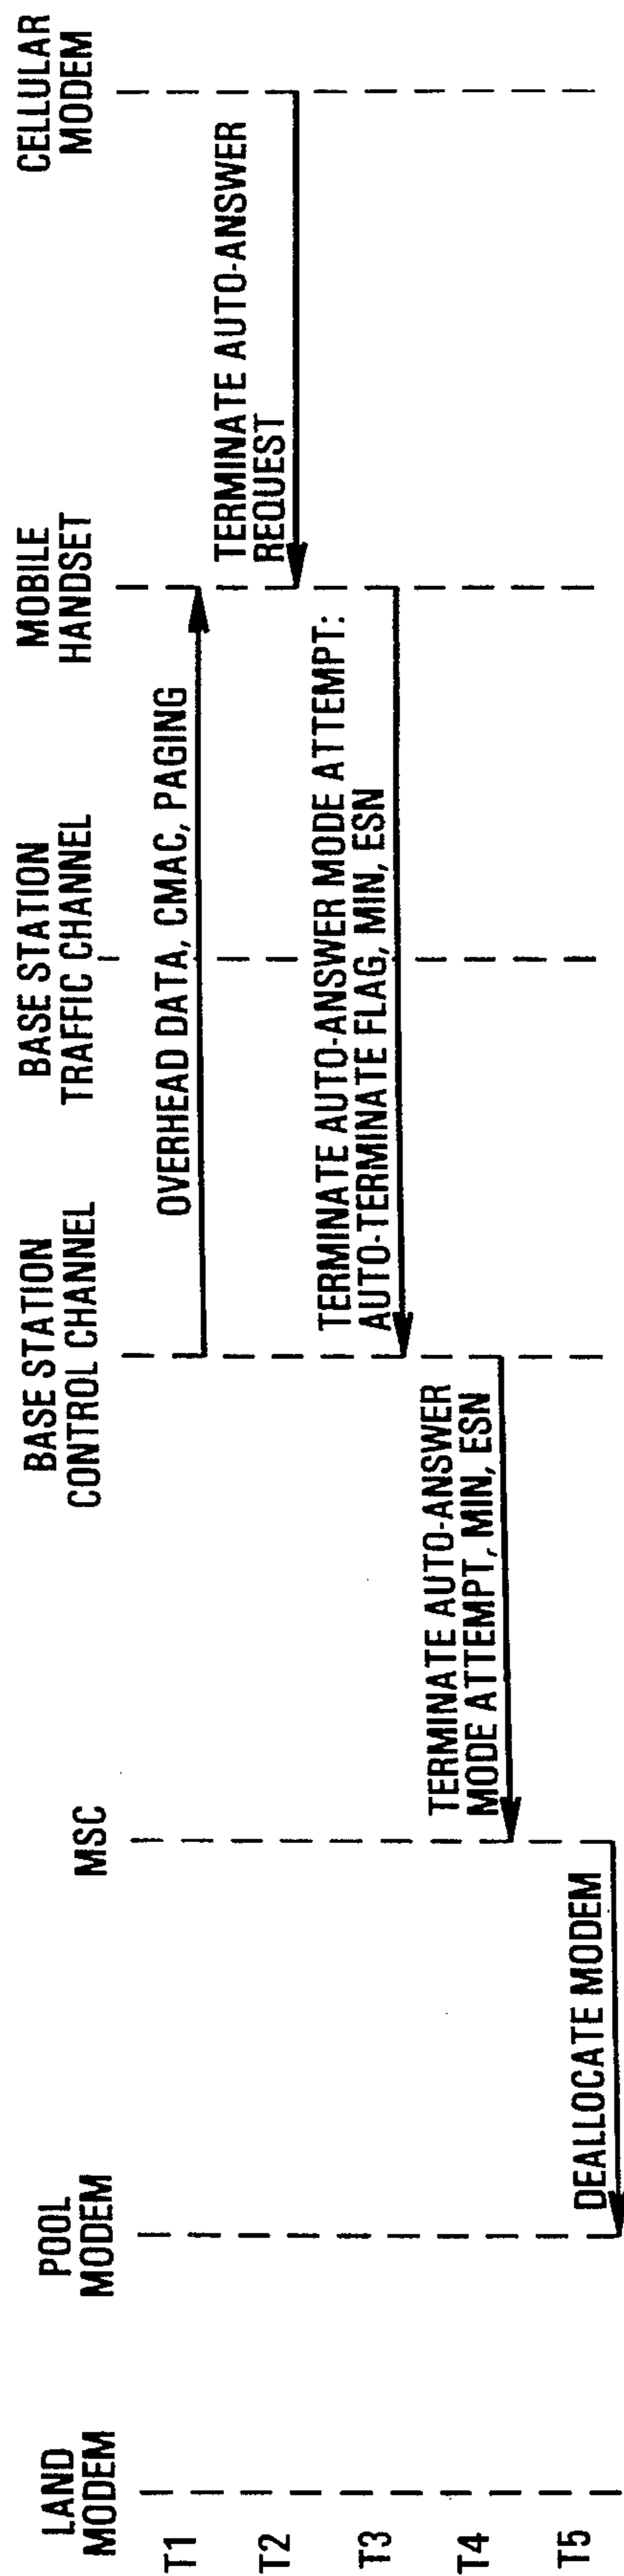 LAND
MODEM
POOL
MODEM
MSC
BASE STATION
CONTROL CHANNEL
BASE STATION
TRAFFIC CHANNEL
MOBILE
HANDSET
CELLULAR
MODEM
T1
OVERHEAD DATA, CMAC, PAGING
T2
TERMINATE AUTO-ANSWER
REQUEST
T3
TERMINATE AUTO-ANSWER MODE ATTEMPT:
AUTO-TERMINATE FLAG, MIN, ESN
T4
TERMINATE AUTO-ANSWER
MODE ATTEMPT, MIN, ESN
T5
DEALLOCATE MODEM